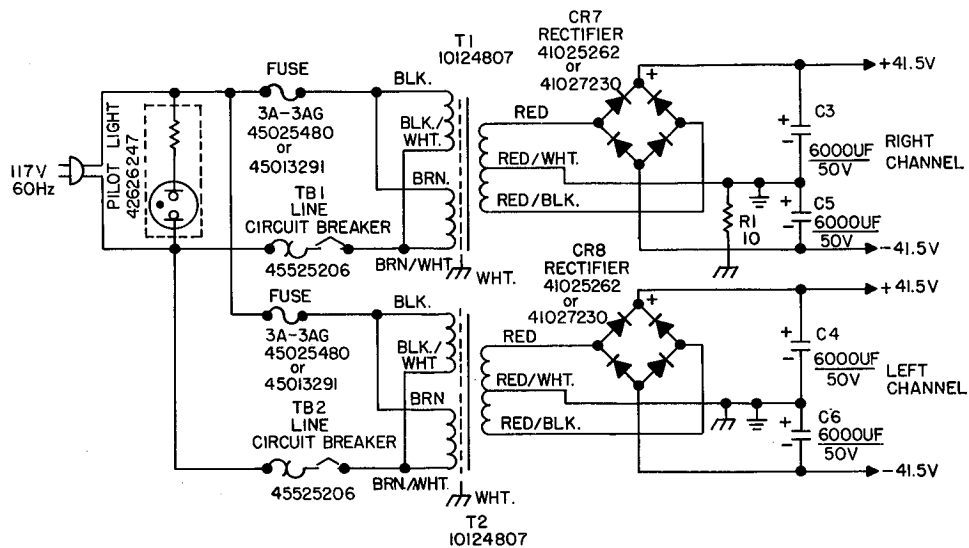 CR7
RECTIFIER
41025262
or
41027230
T1
10124807
FUSE
3A-3AG
45025480
or
45013291
BLK.
BLK./
WHT.
BRN.
BRN/WHT.
WHT.
RED
RED/WHT.
RED/BLK.
+
+41.5V
+
-
C3
6000UF
50V
RIGHT
CHANNEL
R1
10
+
-
C5
6000UF
50V
-41.5V
117V
60Hz
PILOT LIGHT
42626247
TB1
LINE
CIRCUIT BREAKER
45525206
CR8
RECTIFIER
41025262
or
41027230
FUSE
3A-3AG
45025480
or
45013291
BLK.
BLK./
WHT
BRN
BRN/WHT.
WHT.
RED
RED/WHT.
RED/BLK.
+
+41.5V
+
-
C4
6000UF
50V
LEFT
CHANNEL
+
-
C6
6000UF
50V
-41.5V
TB2
LINE
CIRCUIT BREAKER
45525206
T2
10124807